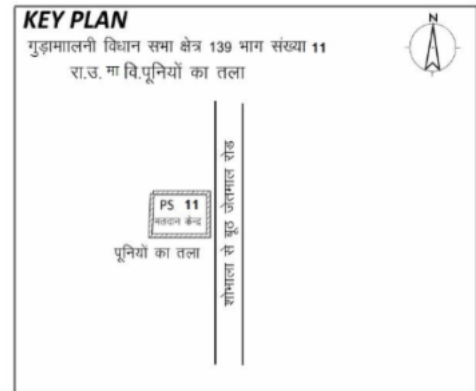 KEY PLAN
N
गुड़ामाालनी विधान सभा क्षेत्र 139 भाग संख्या 11
रा.उ. मा वि.पूनियों का तला
PS 11
मतदान केन्द्र
पूनियों का तला
शोभाला से बूठ जेतमाल रोड